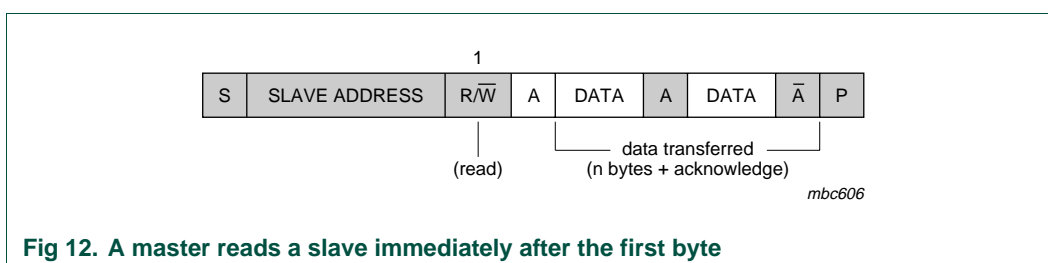 1
S SLAVE ADDRESS R/W̅ A DATA A DATA A̅ P
data transferred
(read) (n bytes + acknowledge)
mbc606
Fig 12. A master reads a slave immediately after the first byte